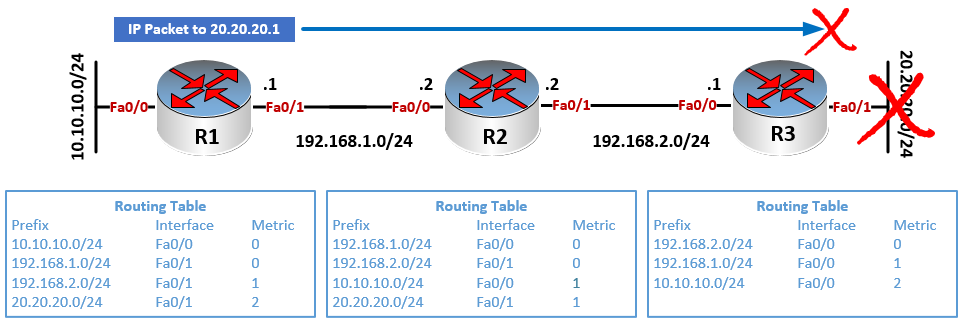 IP Packet to 20.20.20.1
10.10.10.0/24
Fa0/0
R1
.1
Fa0/1
192.168.1.0/24
.2
Fa0/0
R2
.2
Fa0/1
192.168.2.0/24
.1
Fa0/0
R3
Fa0/1
20.20.20.0/24
Routing Table
Prefix Interface Metric
10.10.10.0/24 Fa0/0 0
192.168.1.0/24 Fa0/1 0
192.168.2.0/24 Fa0/1 1
20.20.20.0/24 Fa0/1 2
Routing Table
Prefix Interface Metric
192.168.1.0/24 Fa0/0 0
192.168.2.0/24 Fa0/1 0
10.10.10.0/24 Fa0/0 1
20.20.20.0/24 Fa0/1 1
Routing Table
Prefix Interface Metric
192.168.2.0/24 Fa0/0 0
192.168.1.0/24 Fa0/0 1
10.10.10.0/24 Fa0/0 2